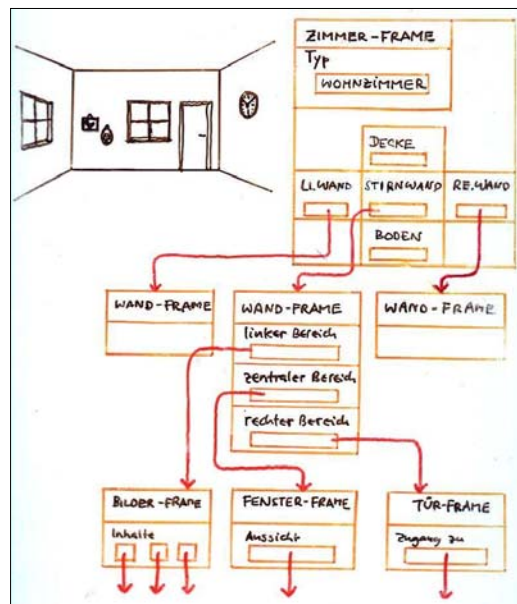 ZIMMER-FRAME
Typ
WOHNZIMMER
DECKE
LI.WAND
STIRNWAND
RE.WAND
BODEN
WAND-FRAME
WAND-FRAME
WAND-FRAME
linker Bereich
zentraler Bereich
rechter Bereich
BILDER-FRAME
FENSTER-FRAME
TÜR-FRAME
Inhalte
Aussicht
Zugang zu